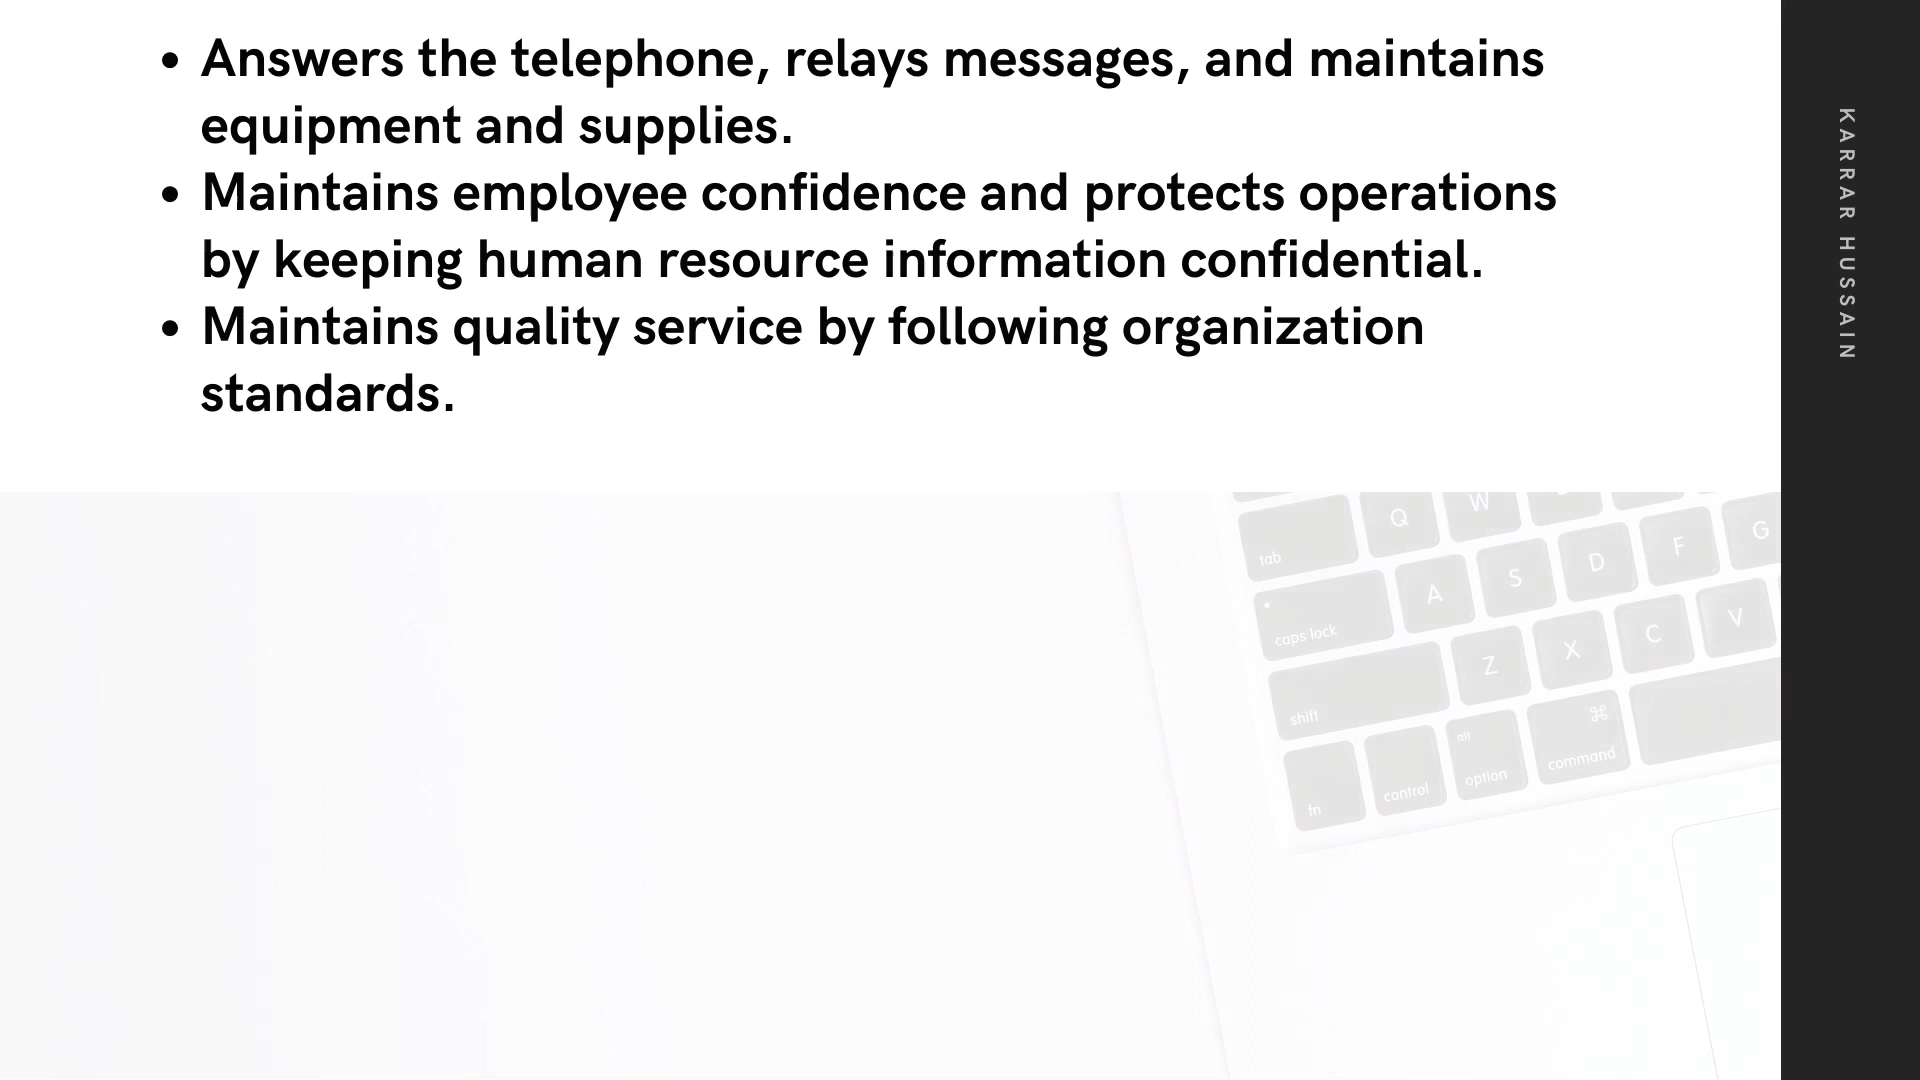 • Answers the telephone, relays messages, and maintains
equipment and supplies.
• Maintains employee confidence and protects operations
by keeping human resource information confidential.
• Maintains quality service by following organization
standards.
KARRAR HUSSAIN
Q W
tab
A S D F G
caps lock
Z X C V
shift
alt ⌘
fn control option command